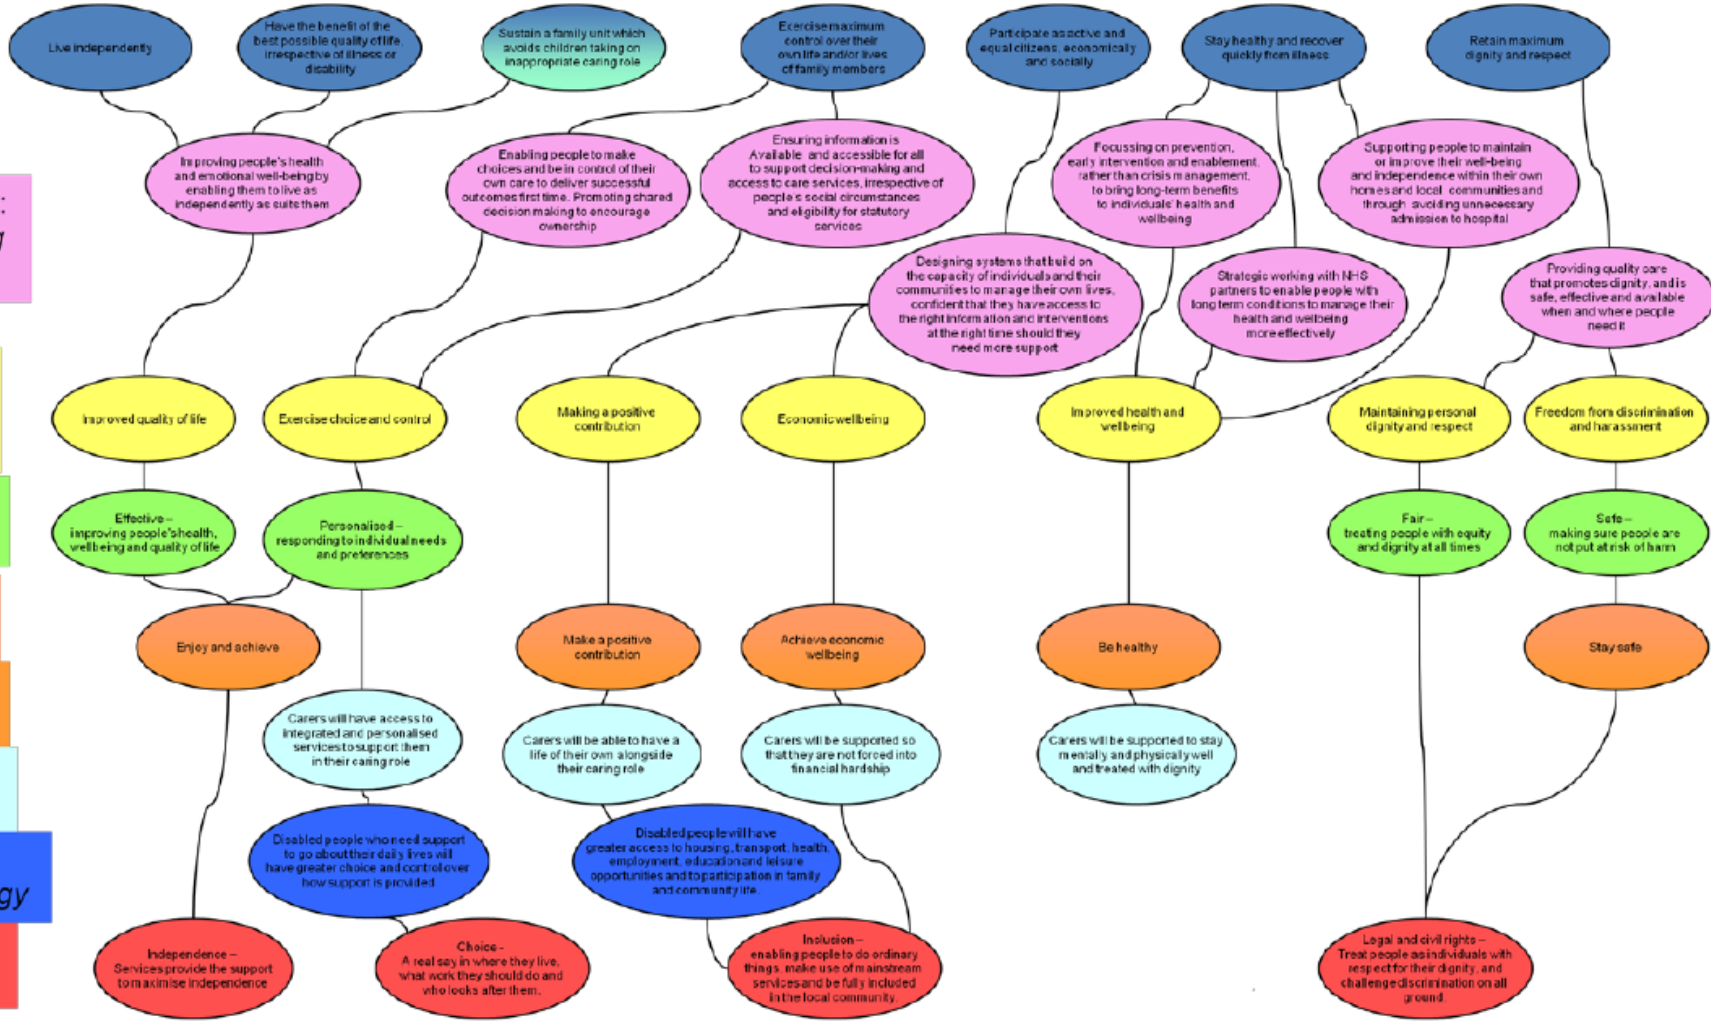 Live independently
Have the benefit of the
best possible quality of life,
irrespective of illness or
disability
Sustain a family unit which
avoids children taking on
inappropriate caring role
Exercise maximum
control over their
own life and/or lives
of family members
Participate as active and
equal citizens, economically
and socially
Stay healthy and recover
quickly from illness
Retain maximum
dignity and respect
Improving people's health
and emotional well-being by
enabling them to live as
independently as suits them
Enabling people to make
choices and be in control of their
own care to deliver successful
outcomes first time. Promoting shared
decision making to encourage
ownership
Ensuring information is
Available and accessible for all
to support decision-making and
access to care services, irrespective of
people's social circumstances
and eligibility for statutory
services
Focussing on prevention,
early intervention and enablement,
rather than crisis management,
to bring long-term benefits
to individuals' health and
wellbeing
Supporting people to maintain
or improve their well-being
and independence within their own
homes and local communities and
through avoiding unnecessary
admission to hospital
:
g
Designing systems that build on
the capacity of individuals and their
communities to manage their own lives,
confident that they have access to
the right information and interventions
at the right time should they
need more support
Strategic working with NHS
partners to enable people with
long term conditions to manage their
health and wellbeing
more effectively
Providing quality care
that promotes dignity, and is
safe, effective and available
when and where people
need it
Improved quality of life
Exercise choice and control
Making a positive
contribution
Economic wellbeing
Improved health and
wellbeing
Maintaining personal
dignity and respect
Freedom from discrimination
and harassment
Effective –
improving people's health,
wellbeing and quality of life
Personalised –
responding to individual needs
and preferences
Fair –
treating people with equity
and dignity at all times
Safe –
making sure people are
not put at risk of harm
Enjoy and achieve
Make a positive
contribution
Achieve economic
wellbeing
Be healthy
Stay safe
Carers will have access to
integrated and personalised
services to support them
in their caring role
Carers will be able to have a
life of their own alongside
their caring role
Carers will be supported so
that they are not forced into
financial hardship
Carers will be supported to stay
mentally and physically well
and treated with dignity
gy
Disabled people who need support
to go about their daily lives will
have greater choice and control over
how support is provided
Disabled people will have
greater access to housing, transport, health,
employment, education and leisure
opportunities and to participation in family
and community life.
Independence –
Services provide the support
to maximise independence
Choice -
A real say in where they live,
what work they should do and
who looks after them.
Inclusion –
enabling people to do ordinary
things, make use of mainstream
services and be fully included
in the local community.
Legal and civil rights –
Treat people as individuals with
respect for their dignity, and
challenge discrimination on all
ground.